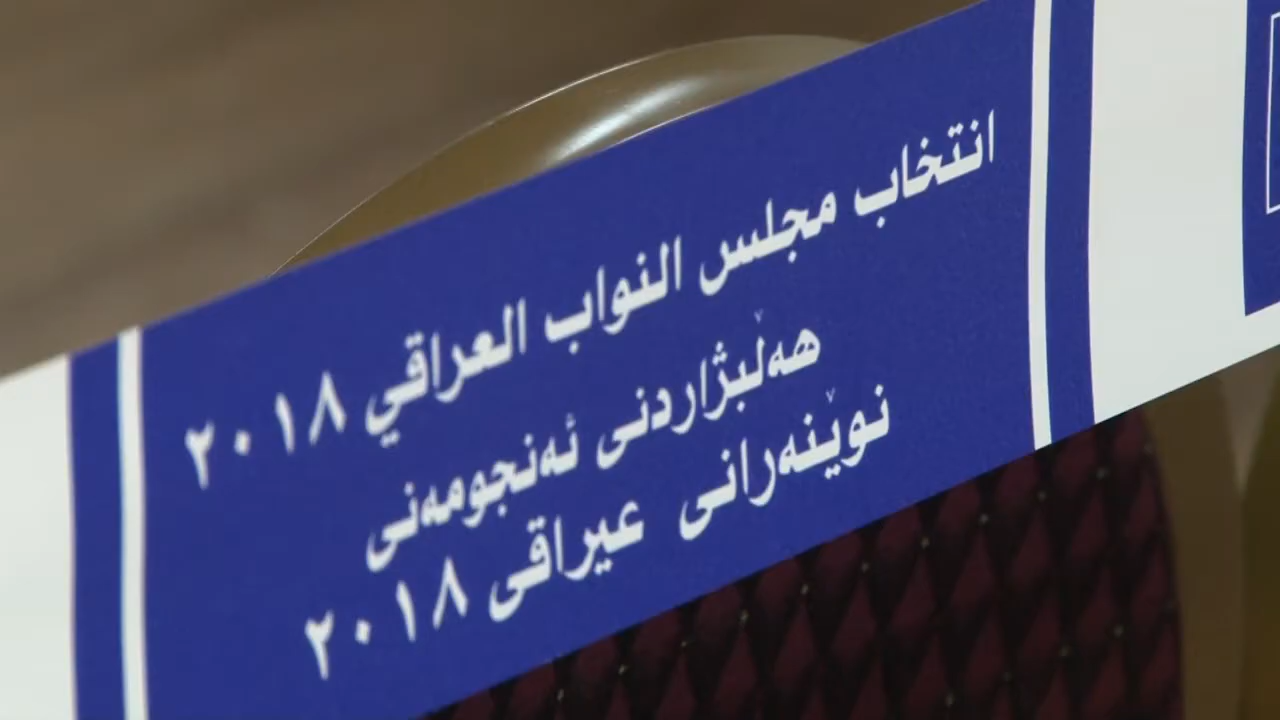 انتخاب مجلس النواب العراقي ٢٠١٨
هەڵبژاردنی ئەنجومەنی
نوێنەرانی عیراقی ٢٠١٨